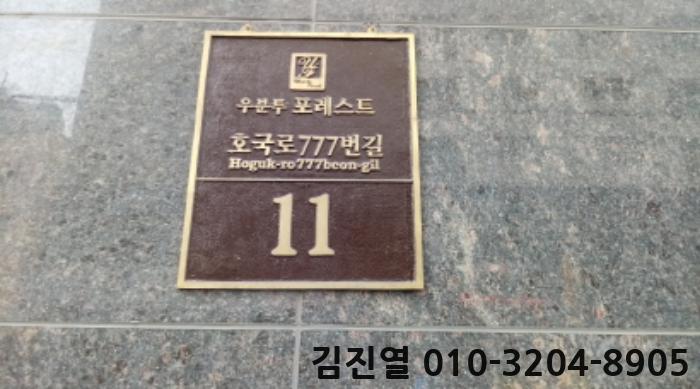 우분투 포레스트
호국로777번길
Hoguk-ro777beon-gil
11
김진열 010-3204-8905